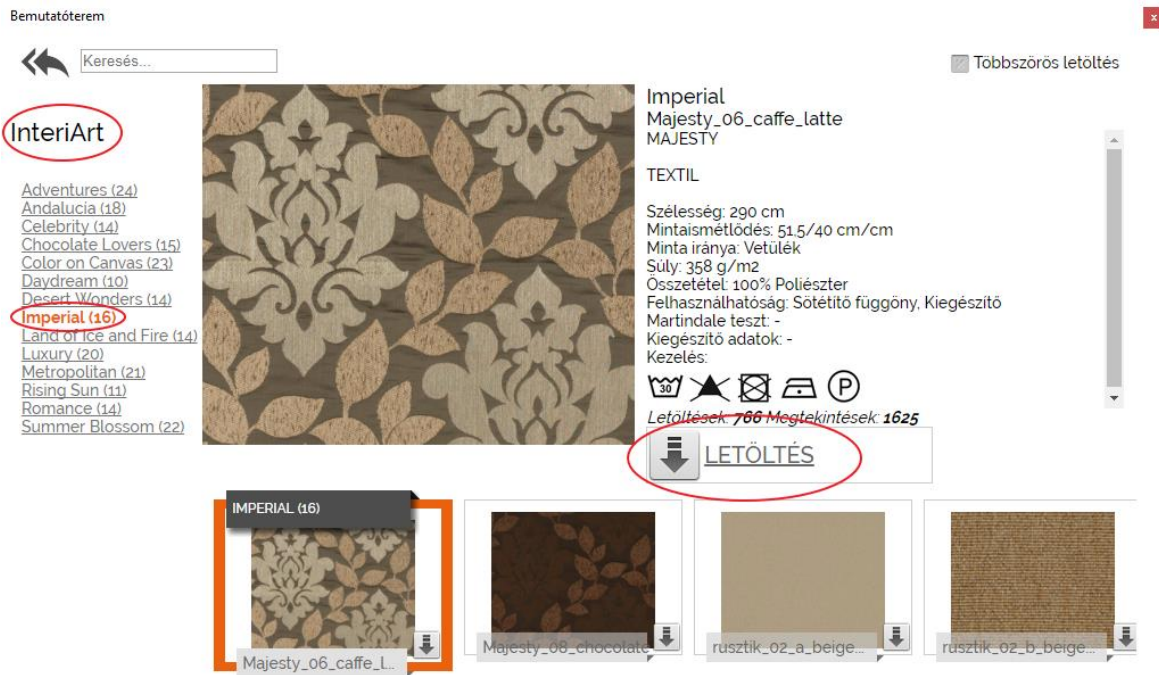 Bemutatóterem
x
Keresés...
Többszörös letöltés
InteriArt
Adventures (24)
Andalucía (18)
Celebrity (14)
Chocolate Lovers (15)
Color on Canvas (23)
Daydream (10)
Desert Wonders (14)
Imperial (16)
Land of Ice and Fire (14)
Luxury (20)
Metropolitan (21)
Rising Sun (11)
Romance (14)
Summer Blossom (22)
Imperial
Majesty_06_caffe_latte
MAJESTY
TEXTIL
Szélesség: 290 cm
Mintaismétlődés: 51,5/40 cm/cm
Minta iránya: Vetülék
Súly: 358 g/m2
Összetétel: 100% Poliészter
Felhasználhatóság: Sötétítő függöny, Kiegészítő
Martindale teszt: -
Kiegészítő adatok: -
Kezelés:
30 P
Letöltések: 766 Megtekintések: 1625
LETÖLTÉS
IMPERIAL (16)
Majesty_06_caffe_l...
Majesty_08_chocolate
rusztik_02_a_beige...
rusztik_02_b_beige...